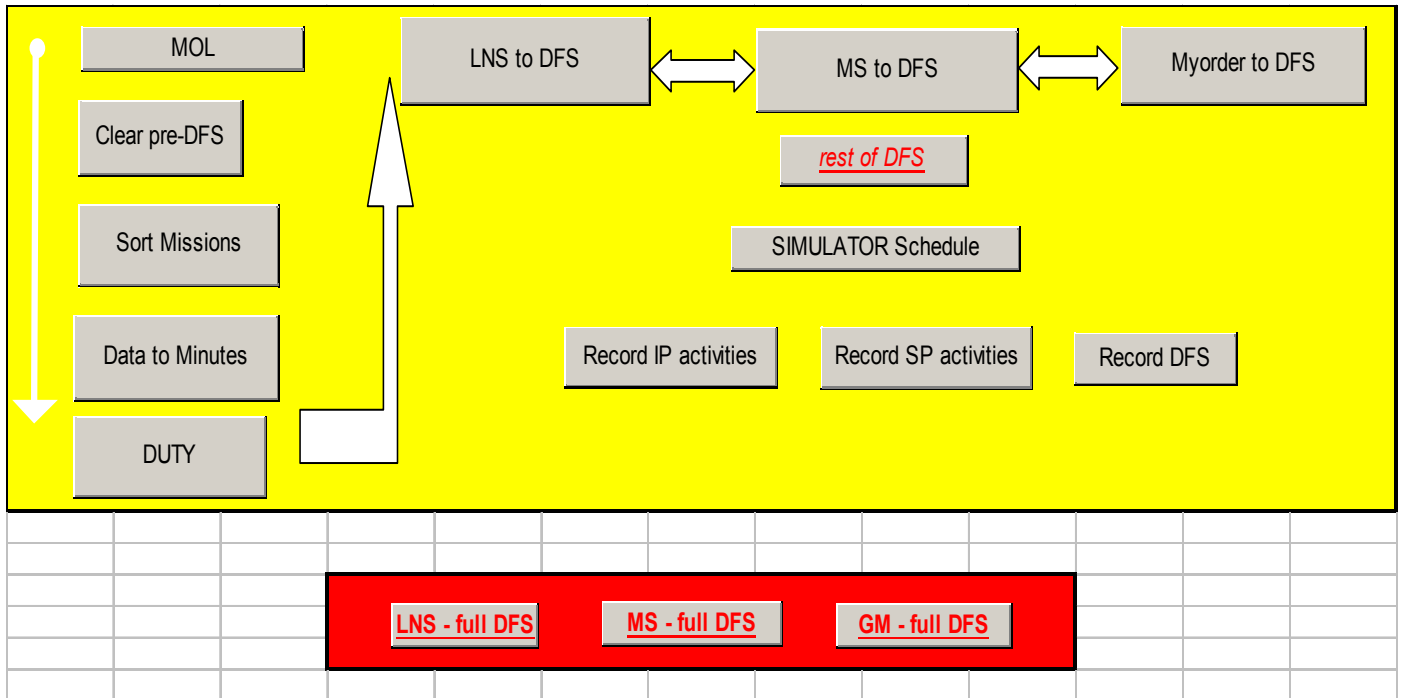 MOL
Clear pre-DFS
Sort Missions
Data to Minutes
DUTY
LNS to DFS
MS to DFS
Myorder to DFS
rest of DFS
SIMULATOR Schedule
Record IP activities
Record SP activities
Record DFS
LNS - full DFS
MS - full DFS
GM - full DFS